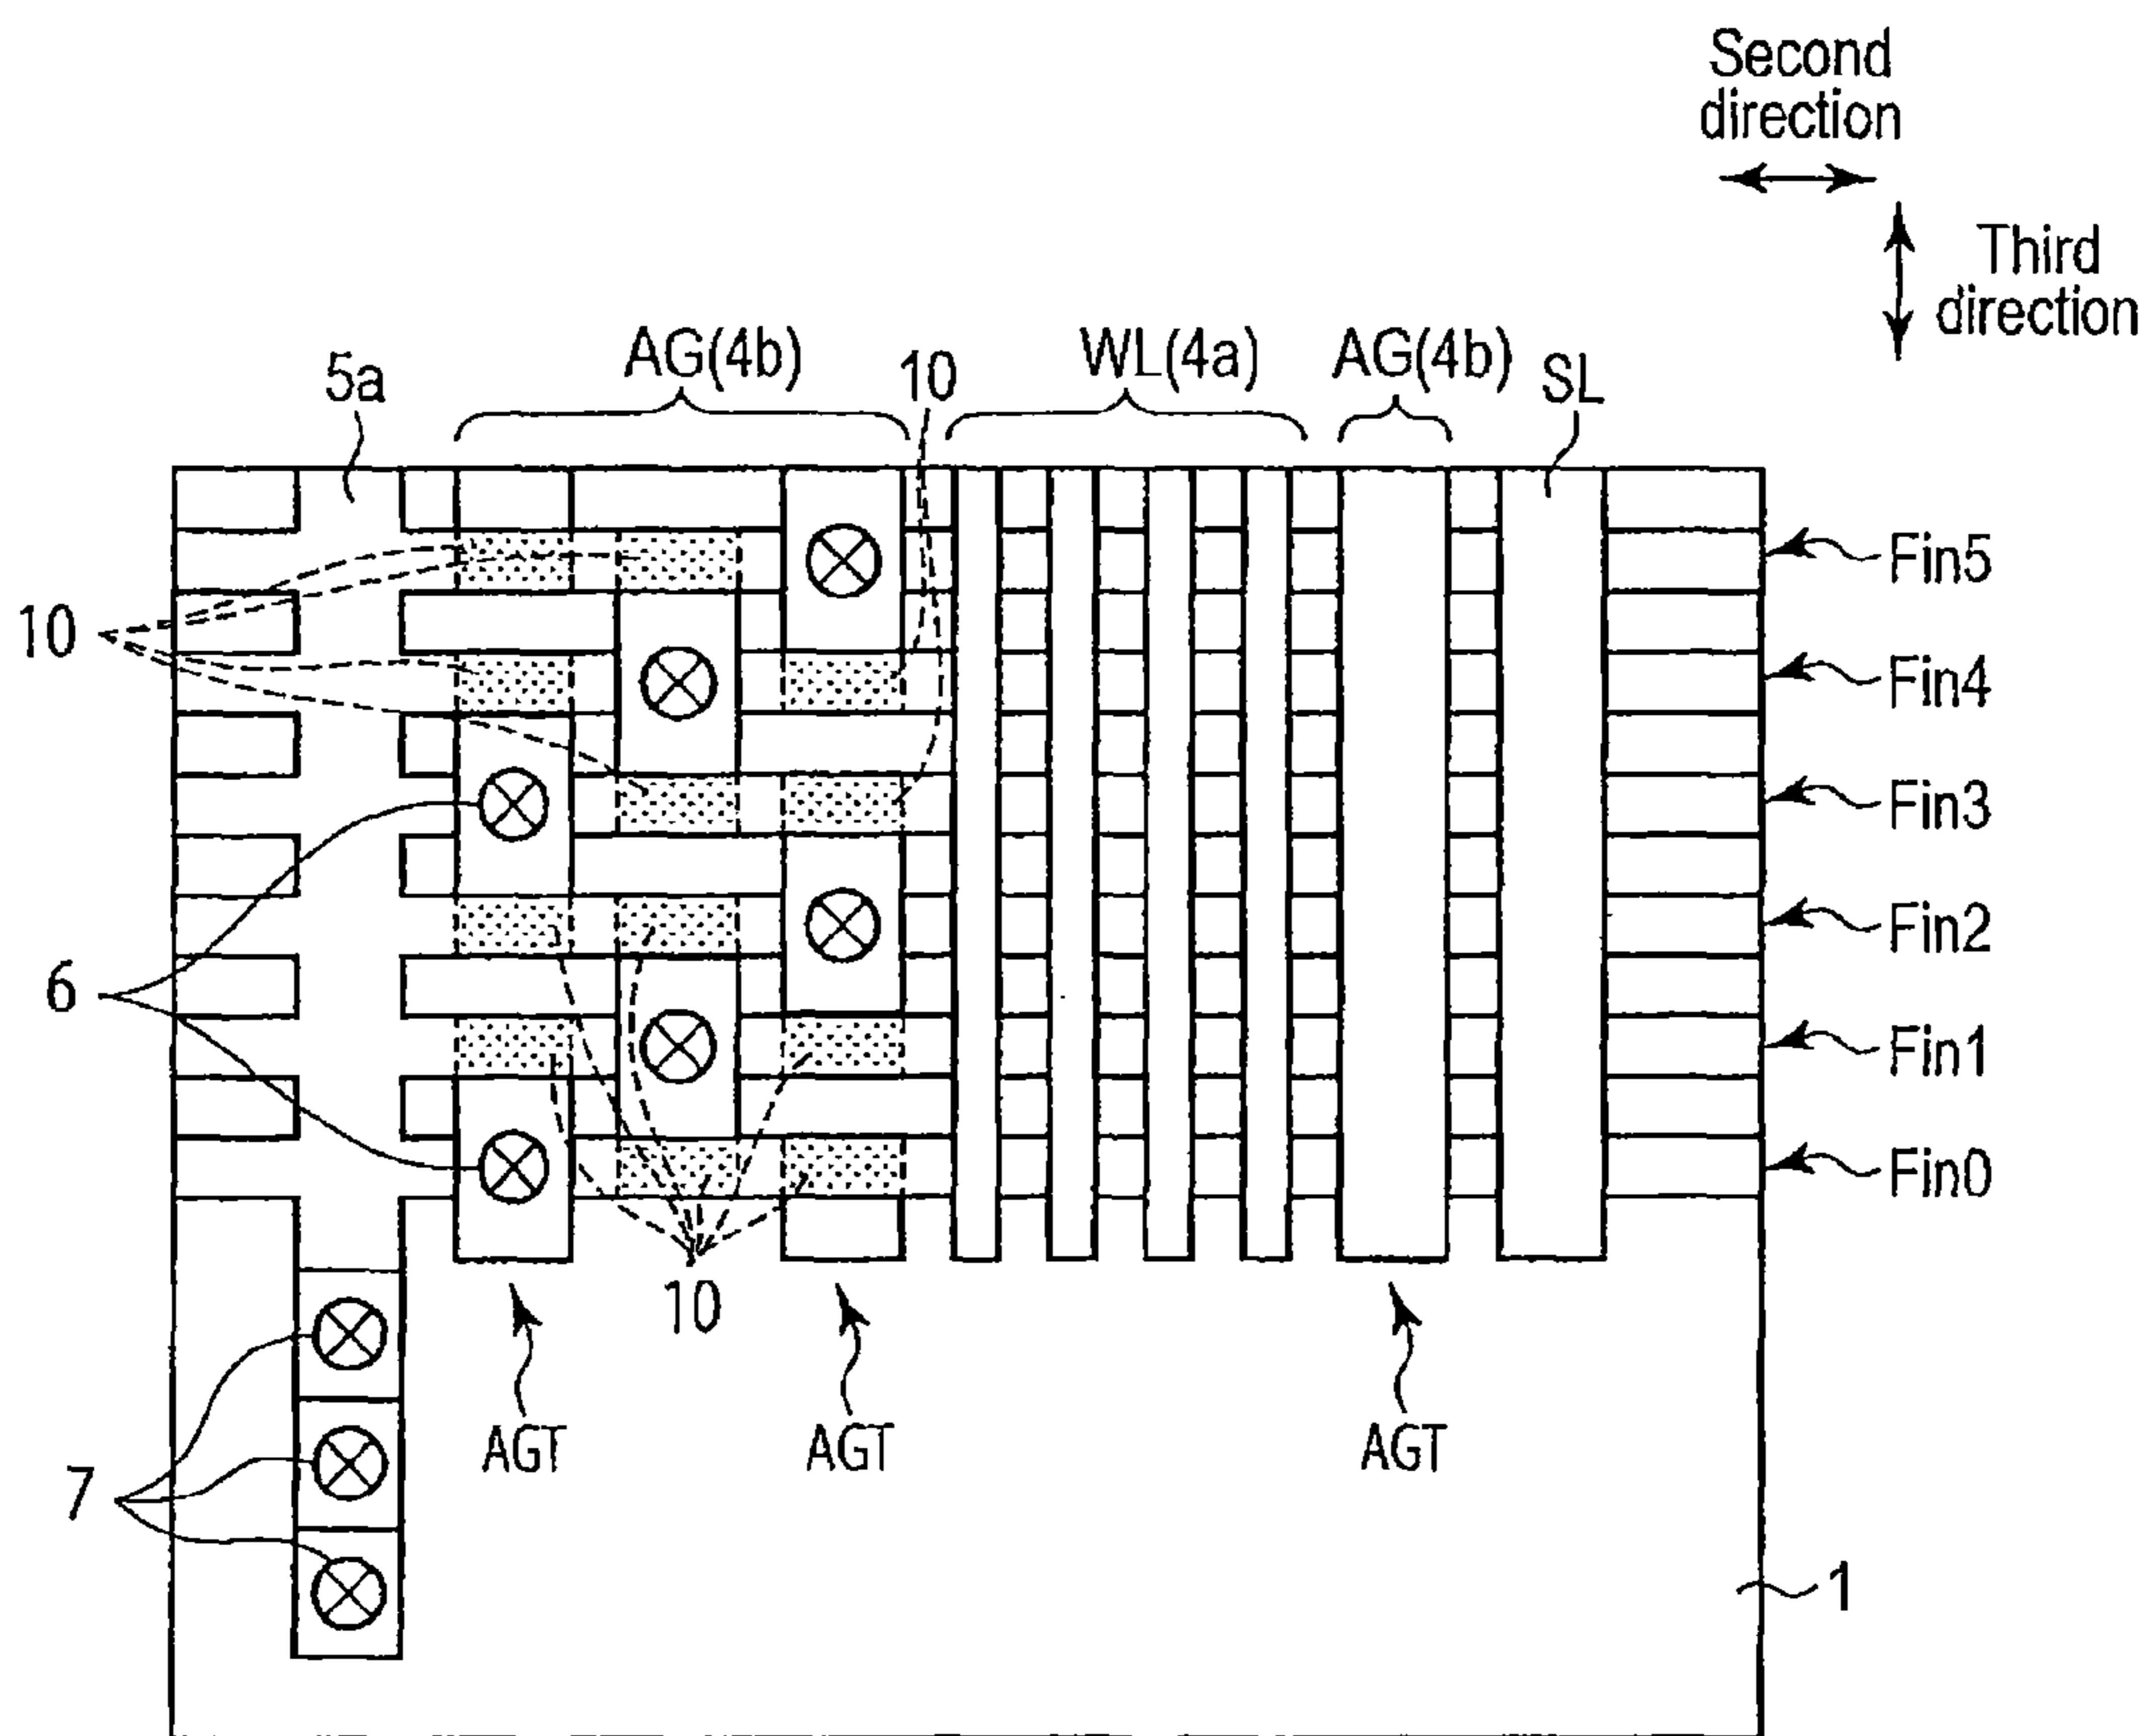 Second
direction
Third
direction
5a
AG(4b)
10
WL(4a)
AG(4b)
SL
Fin5
10
Fin4
Fin3
Fin2
6
Fin1
Fin0
10
AGT
AGT
AGT
7
1